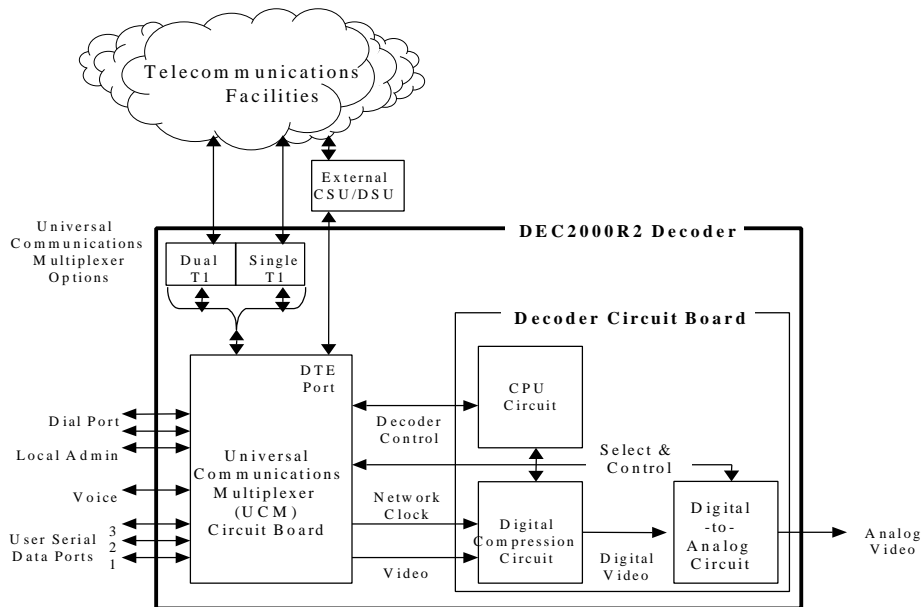 Telecommunications
Facilities
External
CSU/DSU
Universal
Communications
Multiplexer
Options
DEC2000R2 Decoder
Dual
T1
Single
T1
Decoder Circuit Board
DTE
Port
CPU
Circuit
Decoder
Control
Dial Port
Local Admin
Select &
Control
Universal
Communications
Multiplexer
(UCM)
Circuit Board
Voice
Network
Clock
Digital
Compression
Circuit
Digital
-to-
Analog
Circuit
User Serial
Data Ports
3
2
1
Video
Digital
Video
Analog
Video